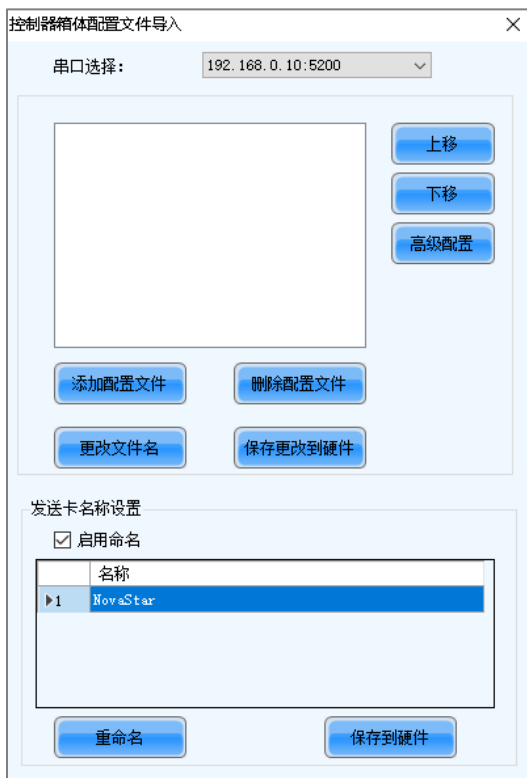 控制器箱体配置文件导入
串口选择： 192.168.0.10:5200
上移
下移
高级配置
添加配置文件 删除配置文件
更改文件名 保存更改到硬件
发送卡名称设置
启用命名
名称
1 NovaStar
重命名 保存到硬件